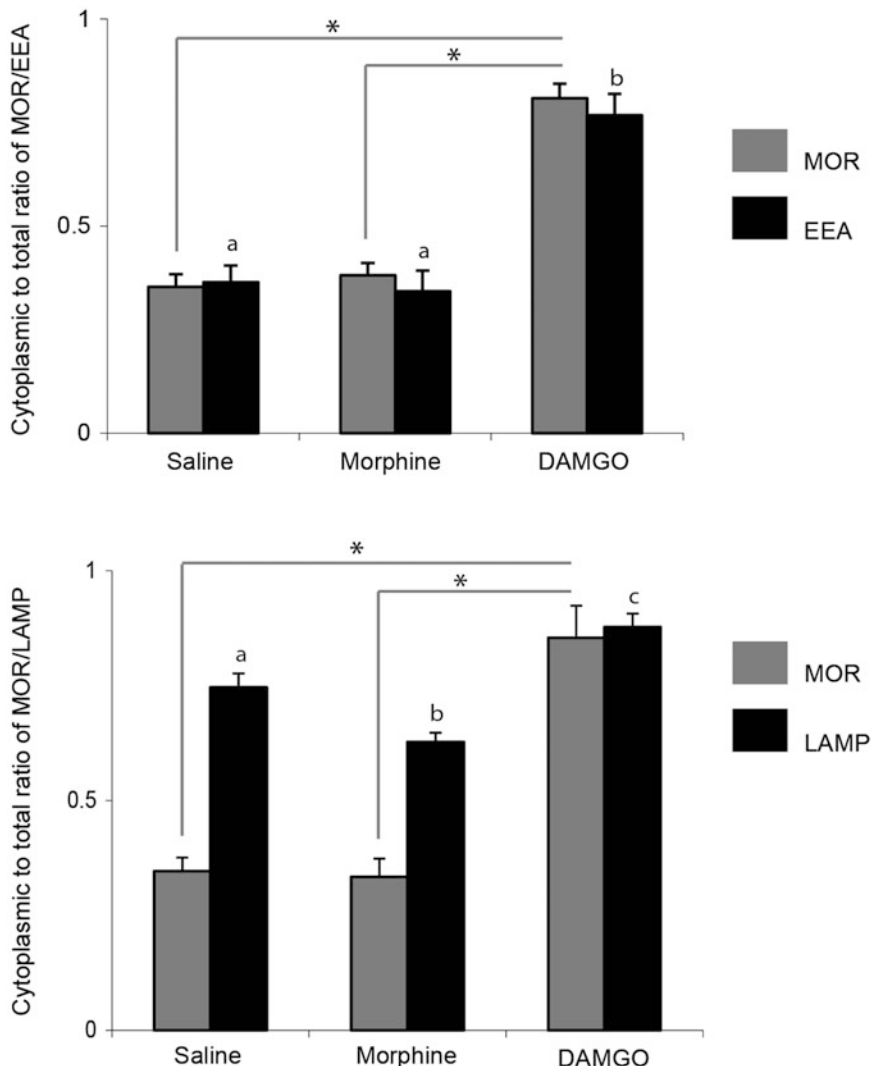 Cytoplasmic to total ratio of MOR/EEA
1
0.5
0
*
*
a
a
b
Saline
Morphine
DAMGO
MOR
EEA
Cytoplasmic to total ratio of MOR/LAMP
1
0.5
0
*
*
a
b
c
Saline
Morphine
DAMGO
MOR
LAMP